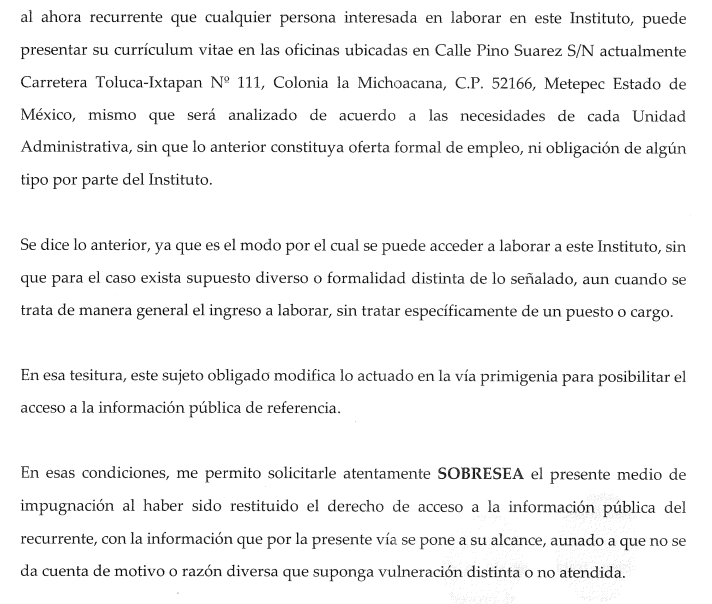 al ahora recurrente que cualquier persona interesada en laborar en este Instituto, puede
presentar su currículum vitae en las oficinas ubicadas en Calle Pino Suarez S/N actualmente
Carretera Toluca-Ixtapan Nº 111, Colonia la Michoacana, C.P. 52166, Metepec Estado de
México, mismo que será analizado de acuerdo a las necesidades de cada Unidad
Administrativa, sin que lo anterior constituya oferta formal de empleo, ni obligación de algún
tipo por parte del Instituto.
Se dice lo anterior, ya que es el modo por el cual se puede acceder a laborar a este Instituto, sin
que para el caso exista supuesto diverso o formalidad distinta de lo señalado, aun cuando se
trata de manera general el ingreso a laborar, sin tratar específicamente de un puesto o cargo.
En esa tesitura, este sujeto obligado modifica lo actuado en la vía primigenia para posibilitar el
acceso a la información pública de referencia.
En esas condiciones, me permito solicitarle atentamente SOBRESEA el presente medio de
impugnación al haber sido restituido el derecho de acceso a la información pública del
recurrente, con la información que por la presente vía se pone a su alcance, aunado a que no se
da cuenta de motivo o razón diversa que suponga vulneración distinta o no atendida.